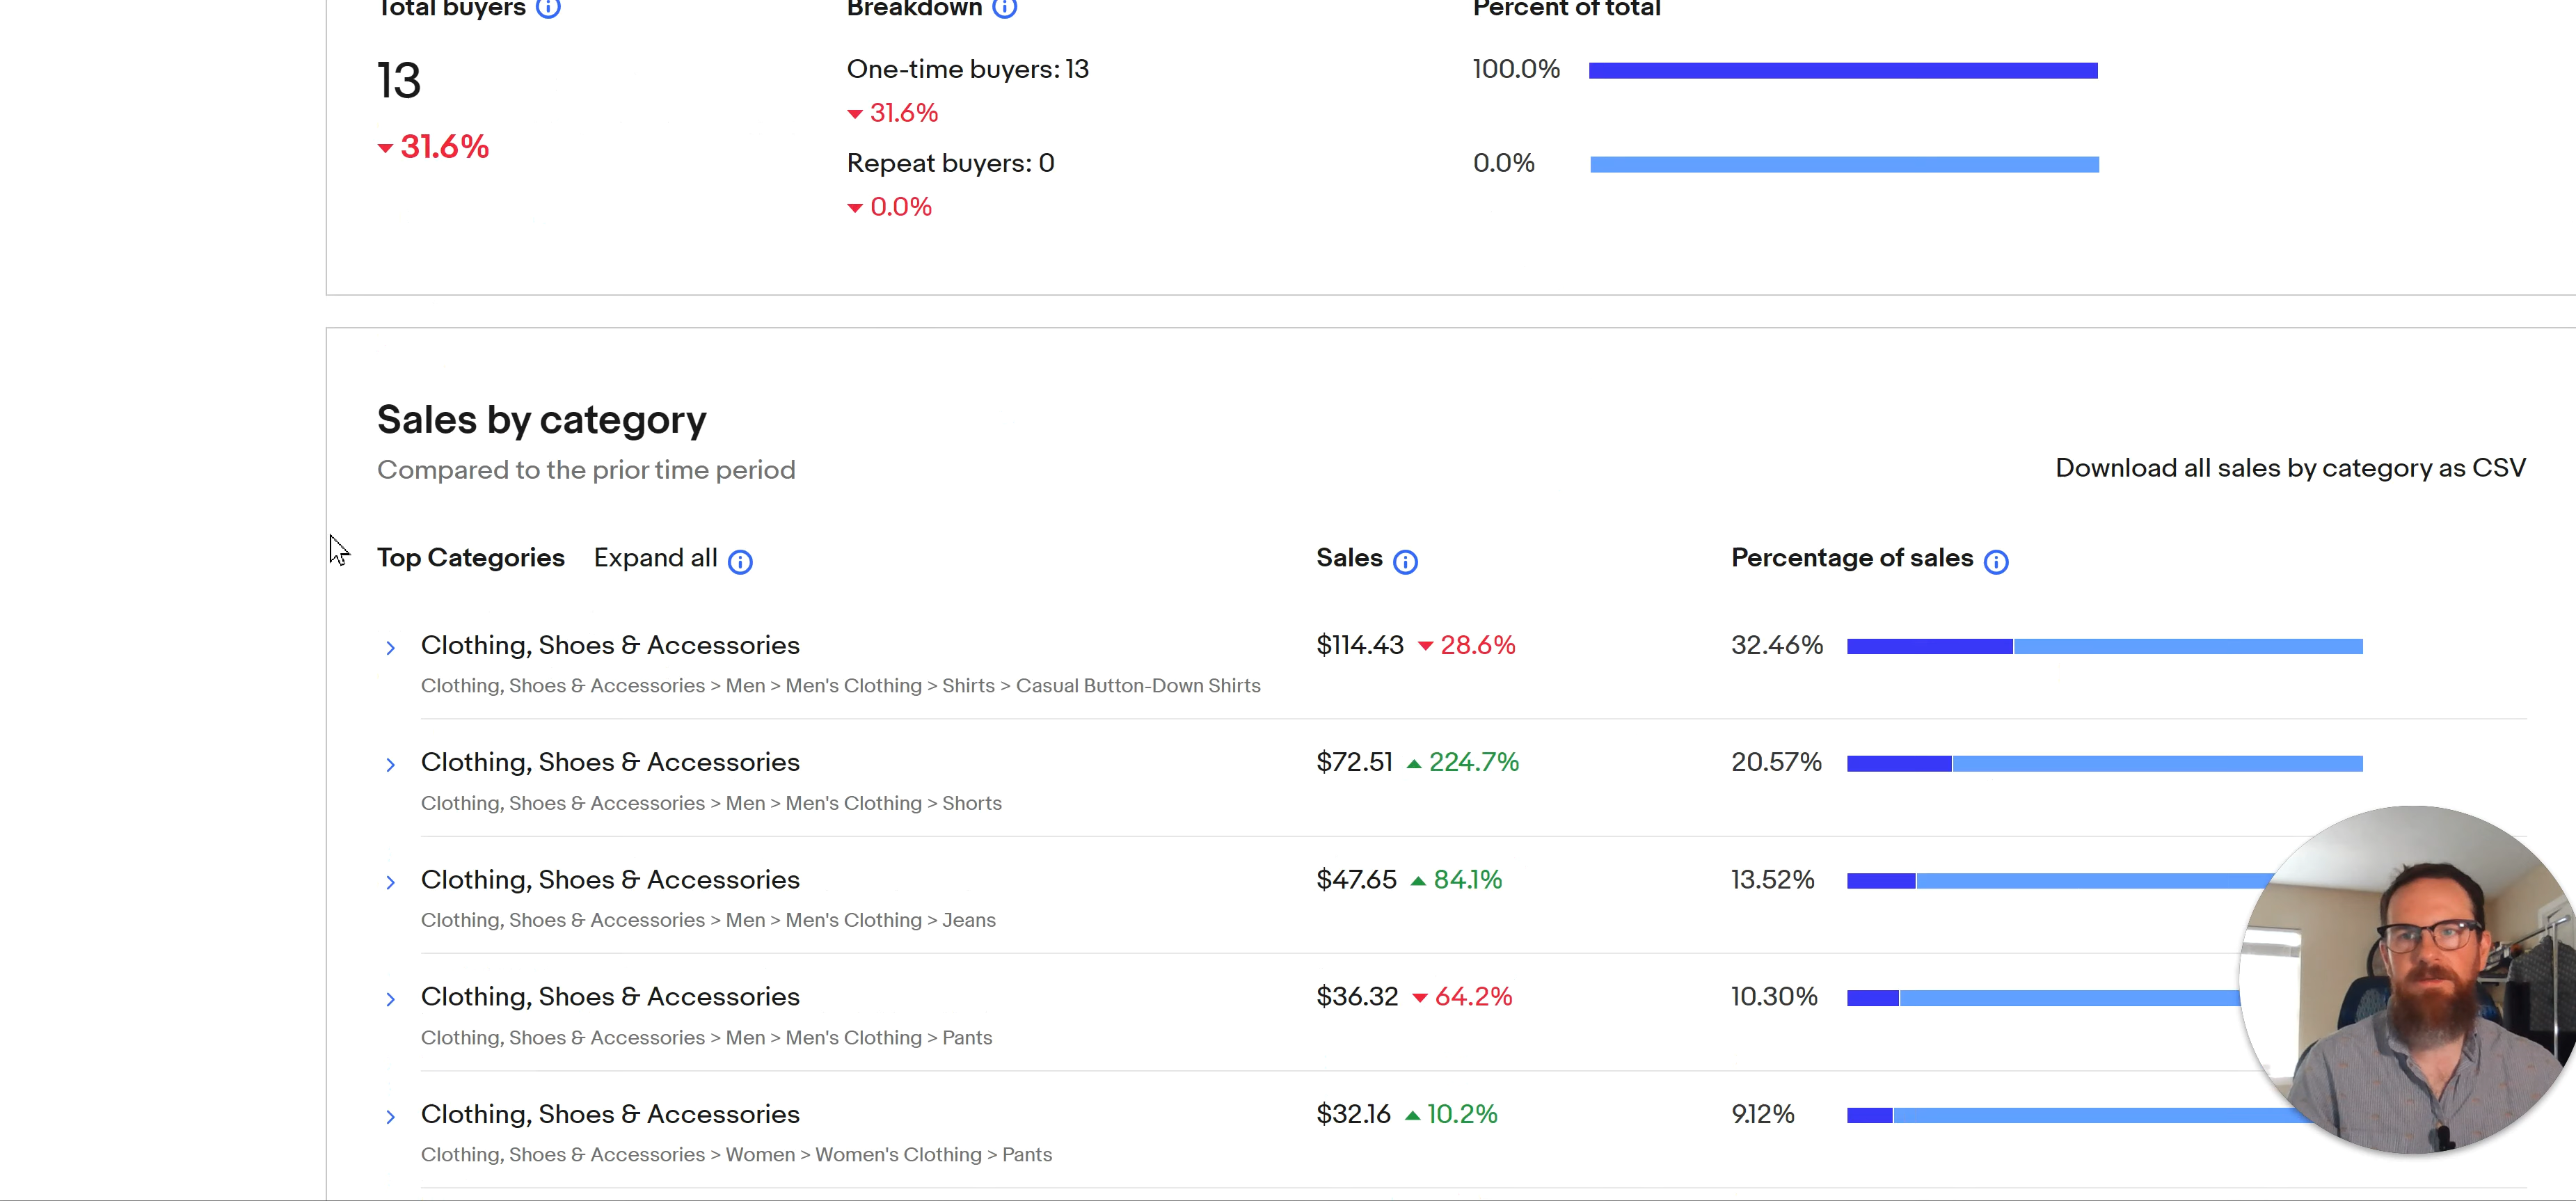 Total buyers
Breakdown
Percent of total
13
31.6%
One-time buyers: 13
31.6%
100.0%
Repeat buyers: 0
0.0%
0.0%
Sales by category
Compared to the prior time period
Download all sales by category as CSV
Top Categories
Expand all
Sales
Percentage of sales
Clothing, Shoes & Accessories
$114.43 28.6%
32.46%
Clothing, Shoes & Accessories > Men > Men's Clothing > Shirts > Casual Button-Down Shirts
Clothing, Shoes & Accessories
$72.51 224.7%
20.57%
Clothing, Shoes & Accessories > Men > Men's Clothing > Shorts
Clothing, Shoes & Accessories
$47.65 84.1%
13.52%
Clothing, Shoes & Accessories > Men > Men's Clothing > Jeans
Clothing, Shoes & Accessories
$36.32 64.2%
10.30%
Clothing, Shoes & Accessories > Men > Men's Clothing > Pants
Clothing, Shoes & Accessories
$32.16 10.2%
9.12%
Clothing, Shoes & Accessories > Women > Women's Clothing > Pants